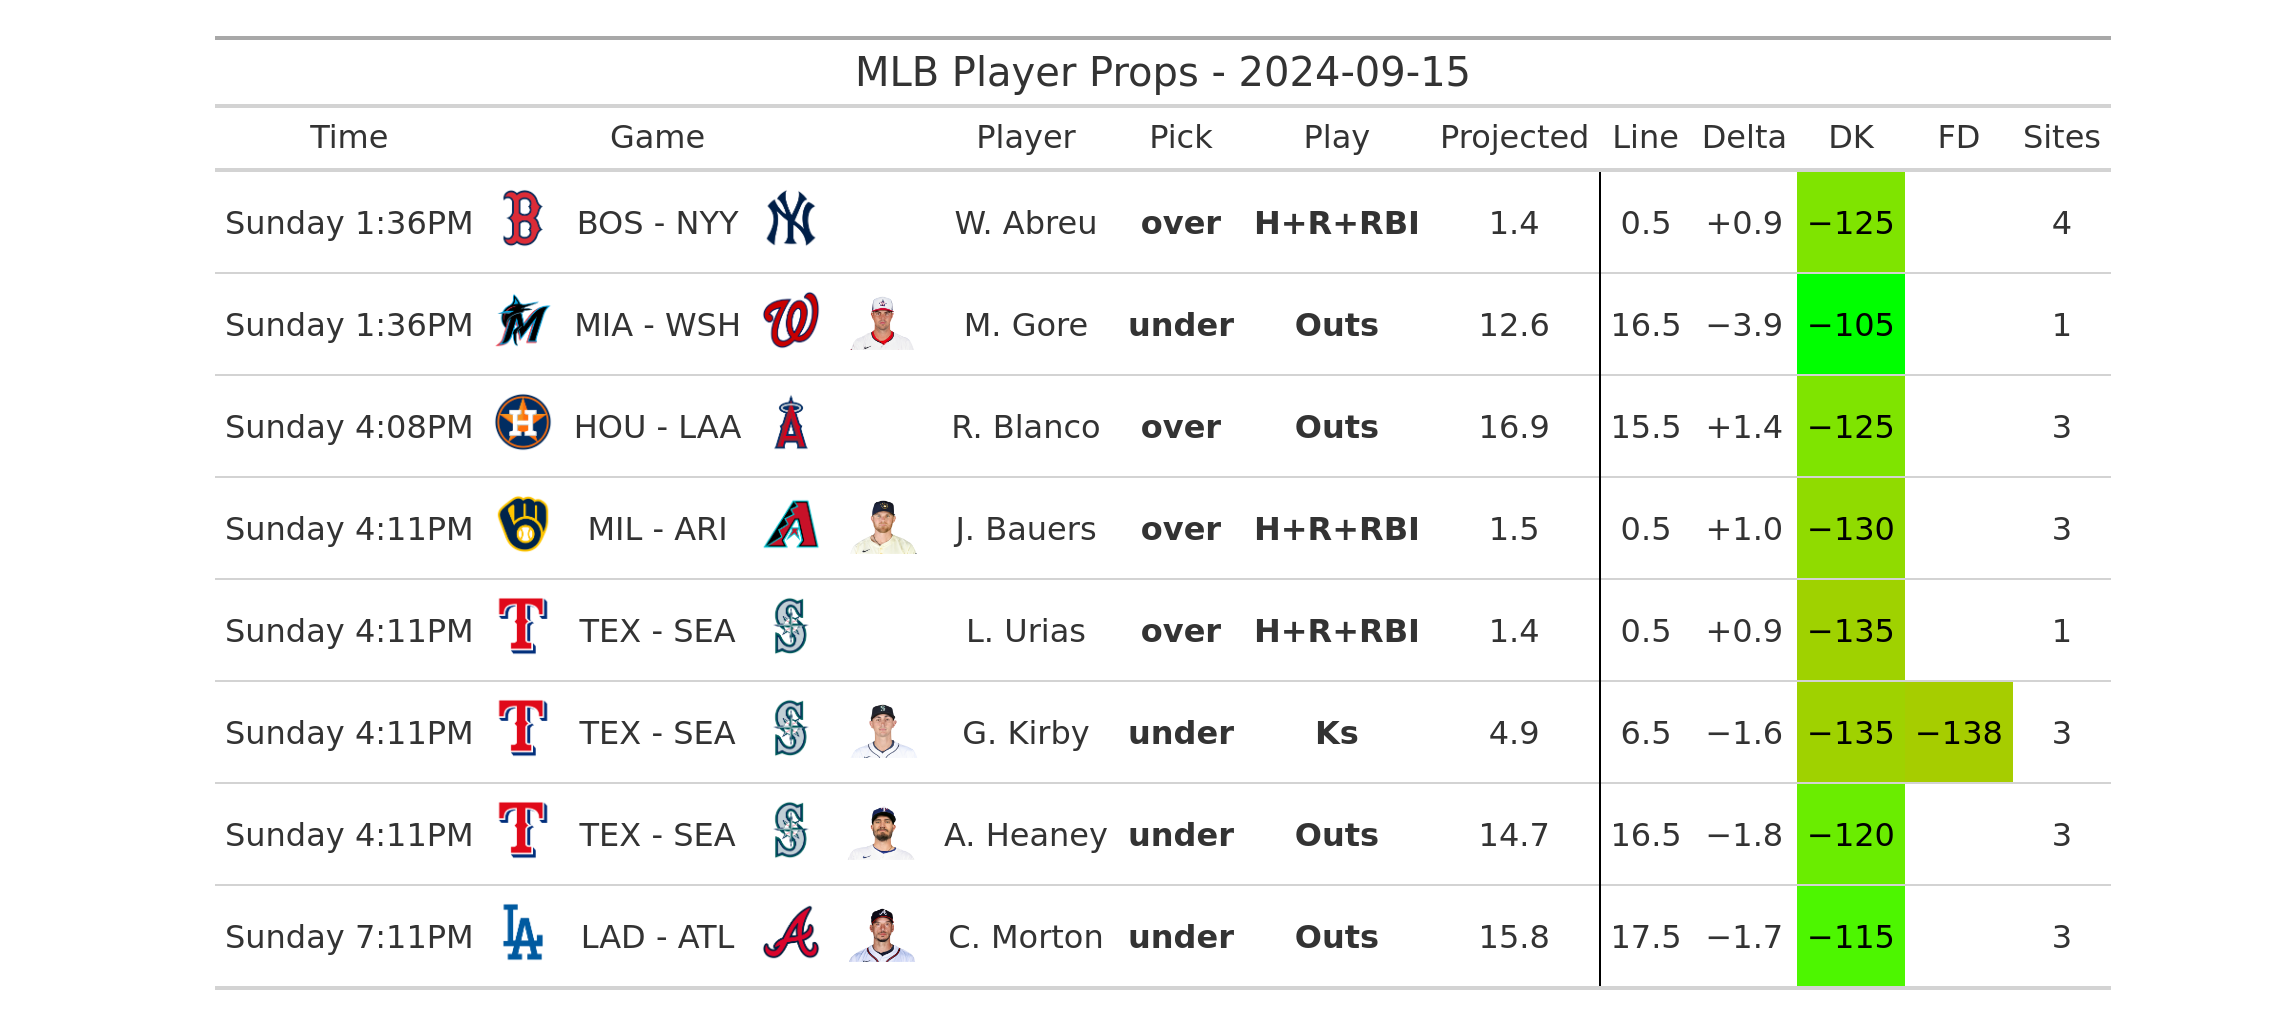 MLB Player Props - 2024-09-15
Time Game Player Pick Play Projected Line Delta DK FD Sites
Sunday 1:36PM BOS - NYY W. Abreu over H+R+RBI 1.4 0.5 +0.9 −125 4
Sunday 1:36PM MIA - WSH M. Gore under Outs 12.6 16.5 −3.9 −105 1
Sunday 4:08PM HOU - LAA R. Blanco over Outs 16.9 15.5 +1.4 −125 3
Sunday 4:11PM MIL - ARI J. Bauers over H+R+RBI 1.5 0.5 +1.0 −130 3
Sunday 4:11PM TEX - SEA L. Urias over H+R+RBI 1.4 0.5 +0.9 −135 1
Sunday 4:11PM TEX - SEA G. Kirby under Ks 4.9 6.5 −1.6 −135 −138 3
Sunday 4:11PM TEX - SEA A. Heaney under Outs 14.7 16.5 −1.8 −120 3
Sunday 7:11PM LAD - ATL C. Morton under Outs 15.8 17.5 −1.7 −115 3